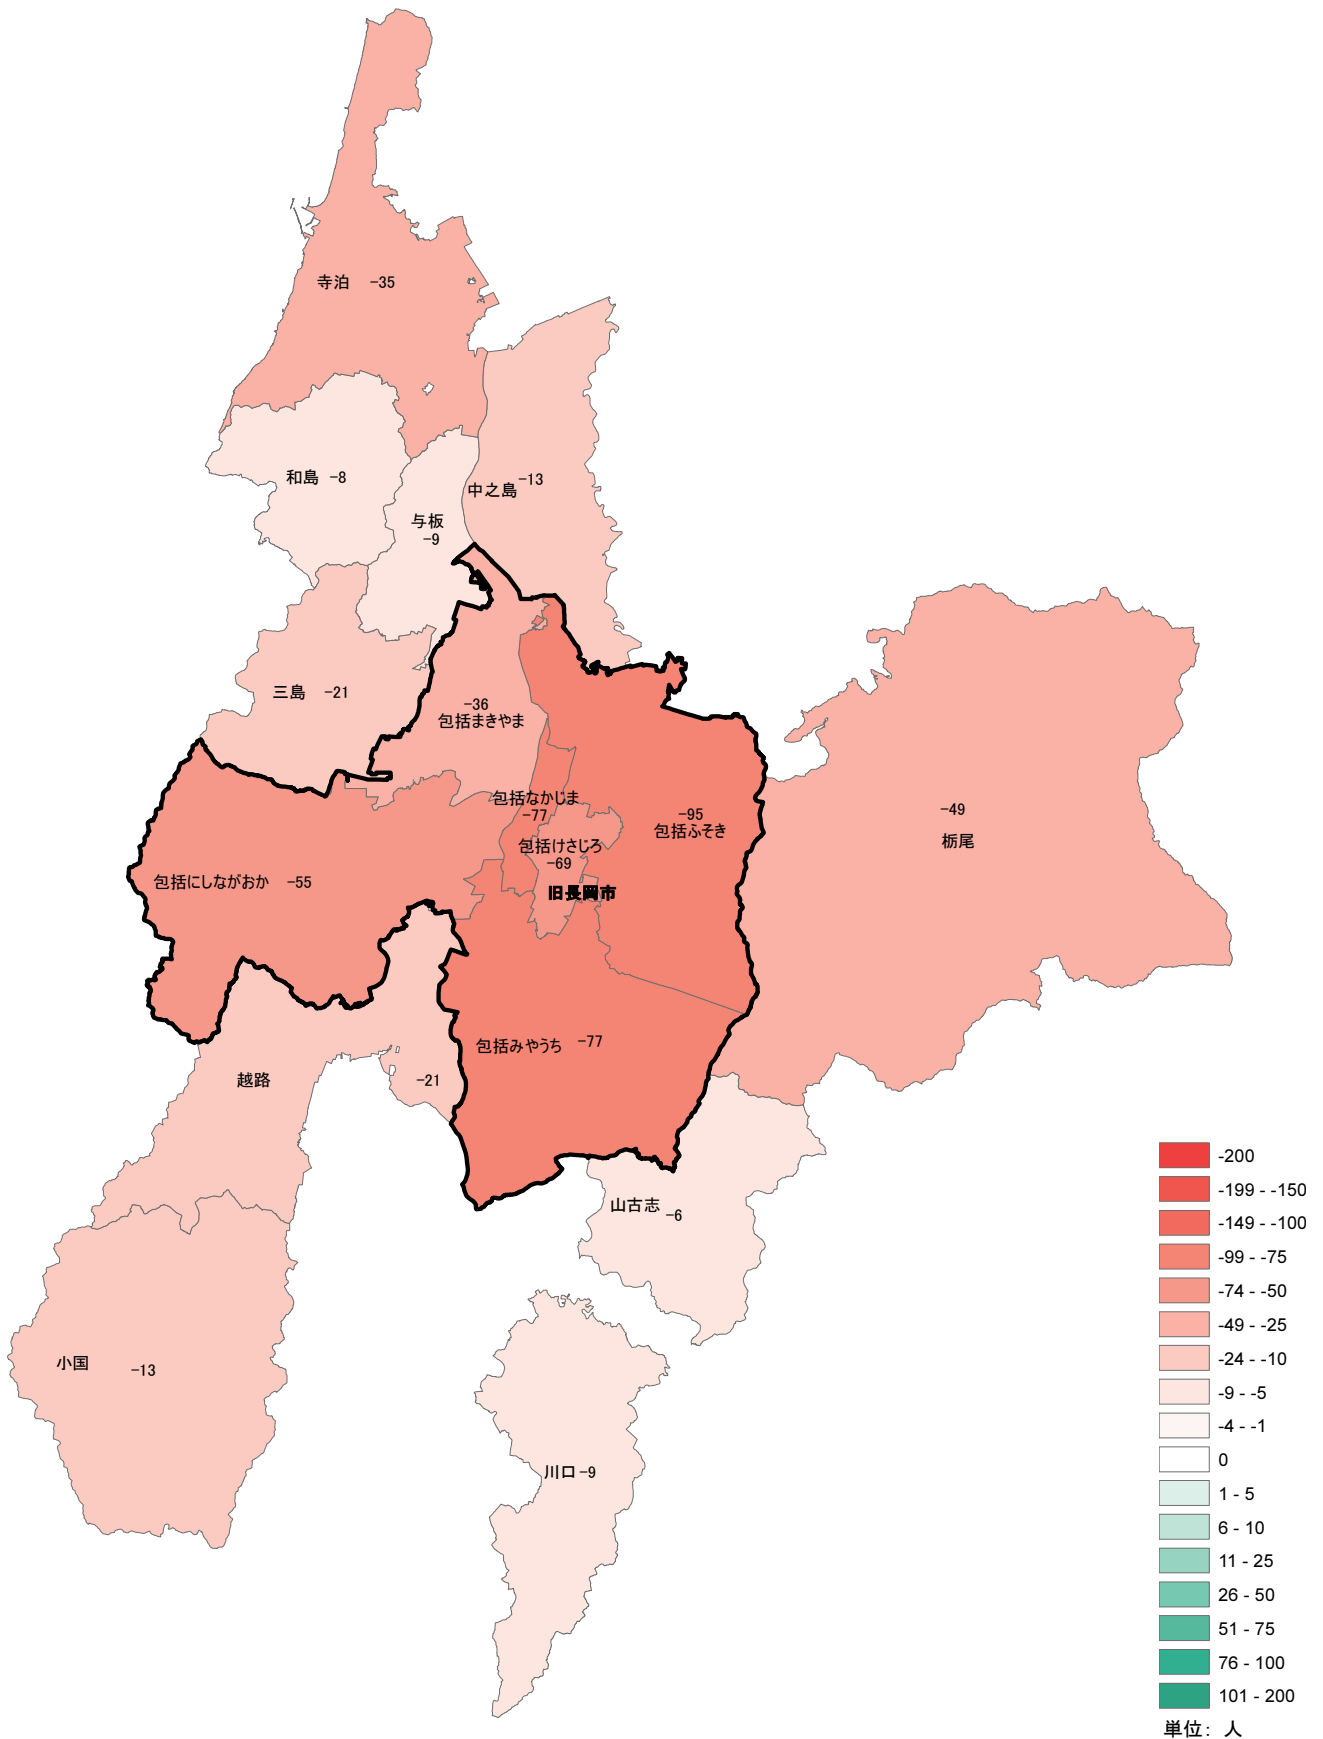 寺泊 -35
和島 -8
中之島 -13
与板
-9
三島 -21
-36
包括まきやま
包括なかじま
-77
-95
包括ふそき
-49
栃尾
包括けさじろ
-69
包括にしながおか -55
旧長岡市
包括みやうち -77
越路
-21
山古志 -6
小国 -13
川口 -9
-200
-199 - -150
-149 - -100
-99 - -75
-74 - -50
-49 - -25
-24 - -10
-9 - -5
-4 - -1
0
1 - 5
6 - 10
11 - 25
26 - 50
51 - 75
76 - 100
101 - 200
単位: 人